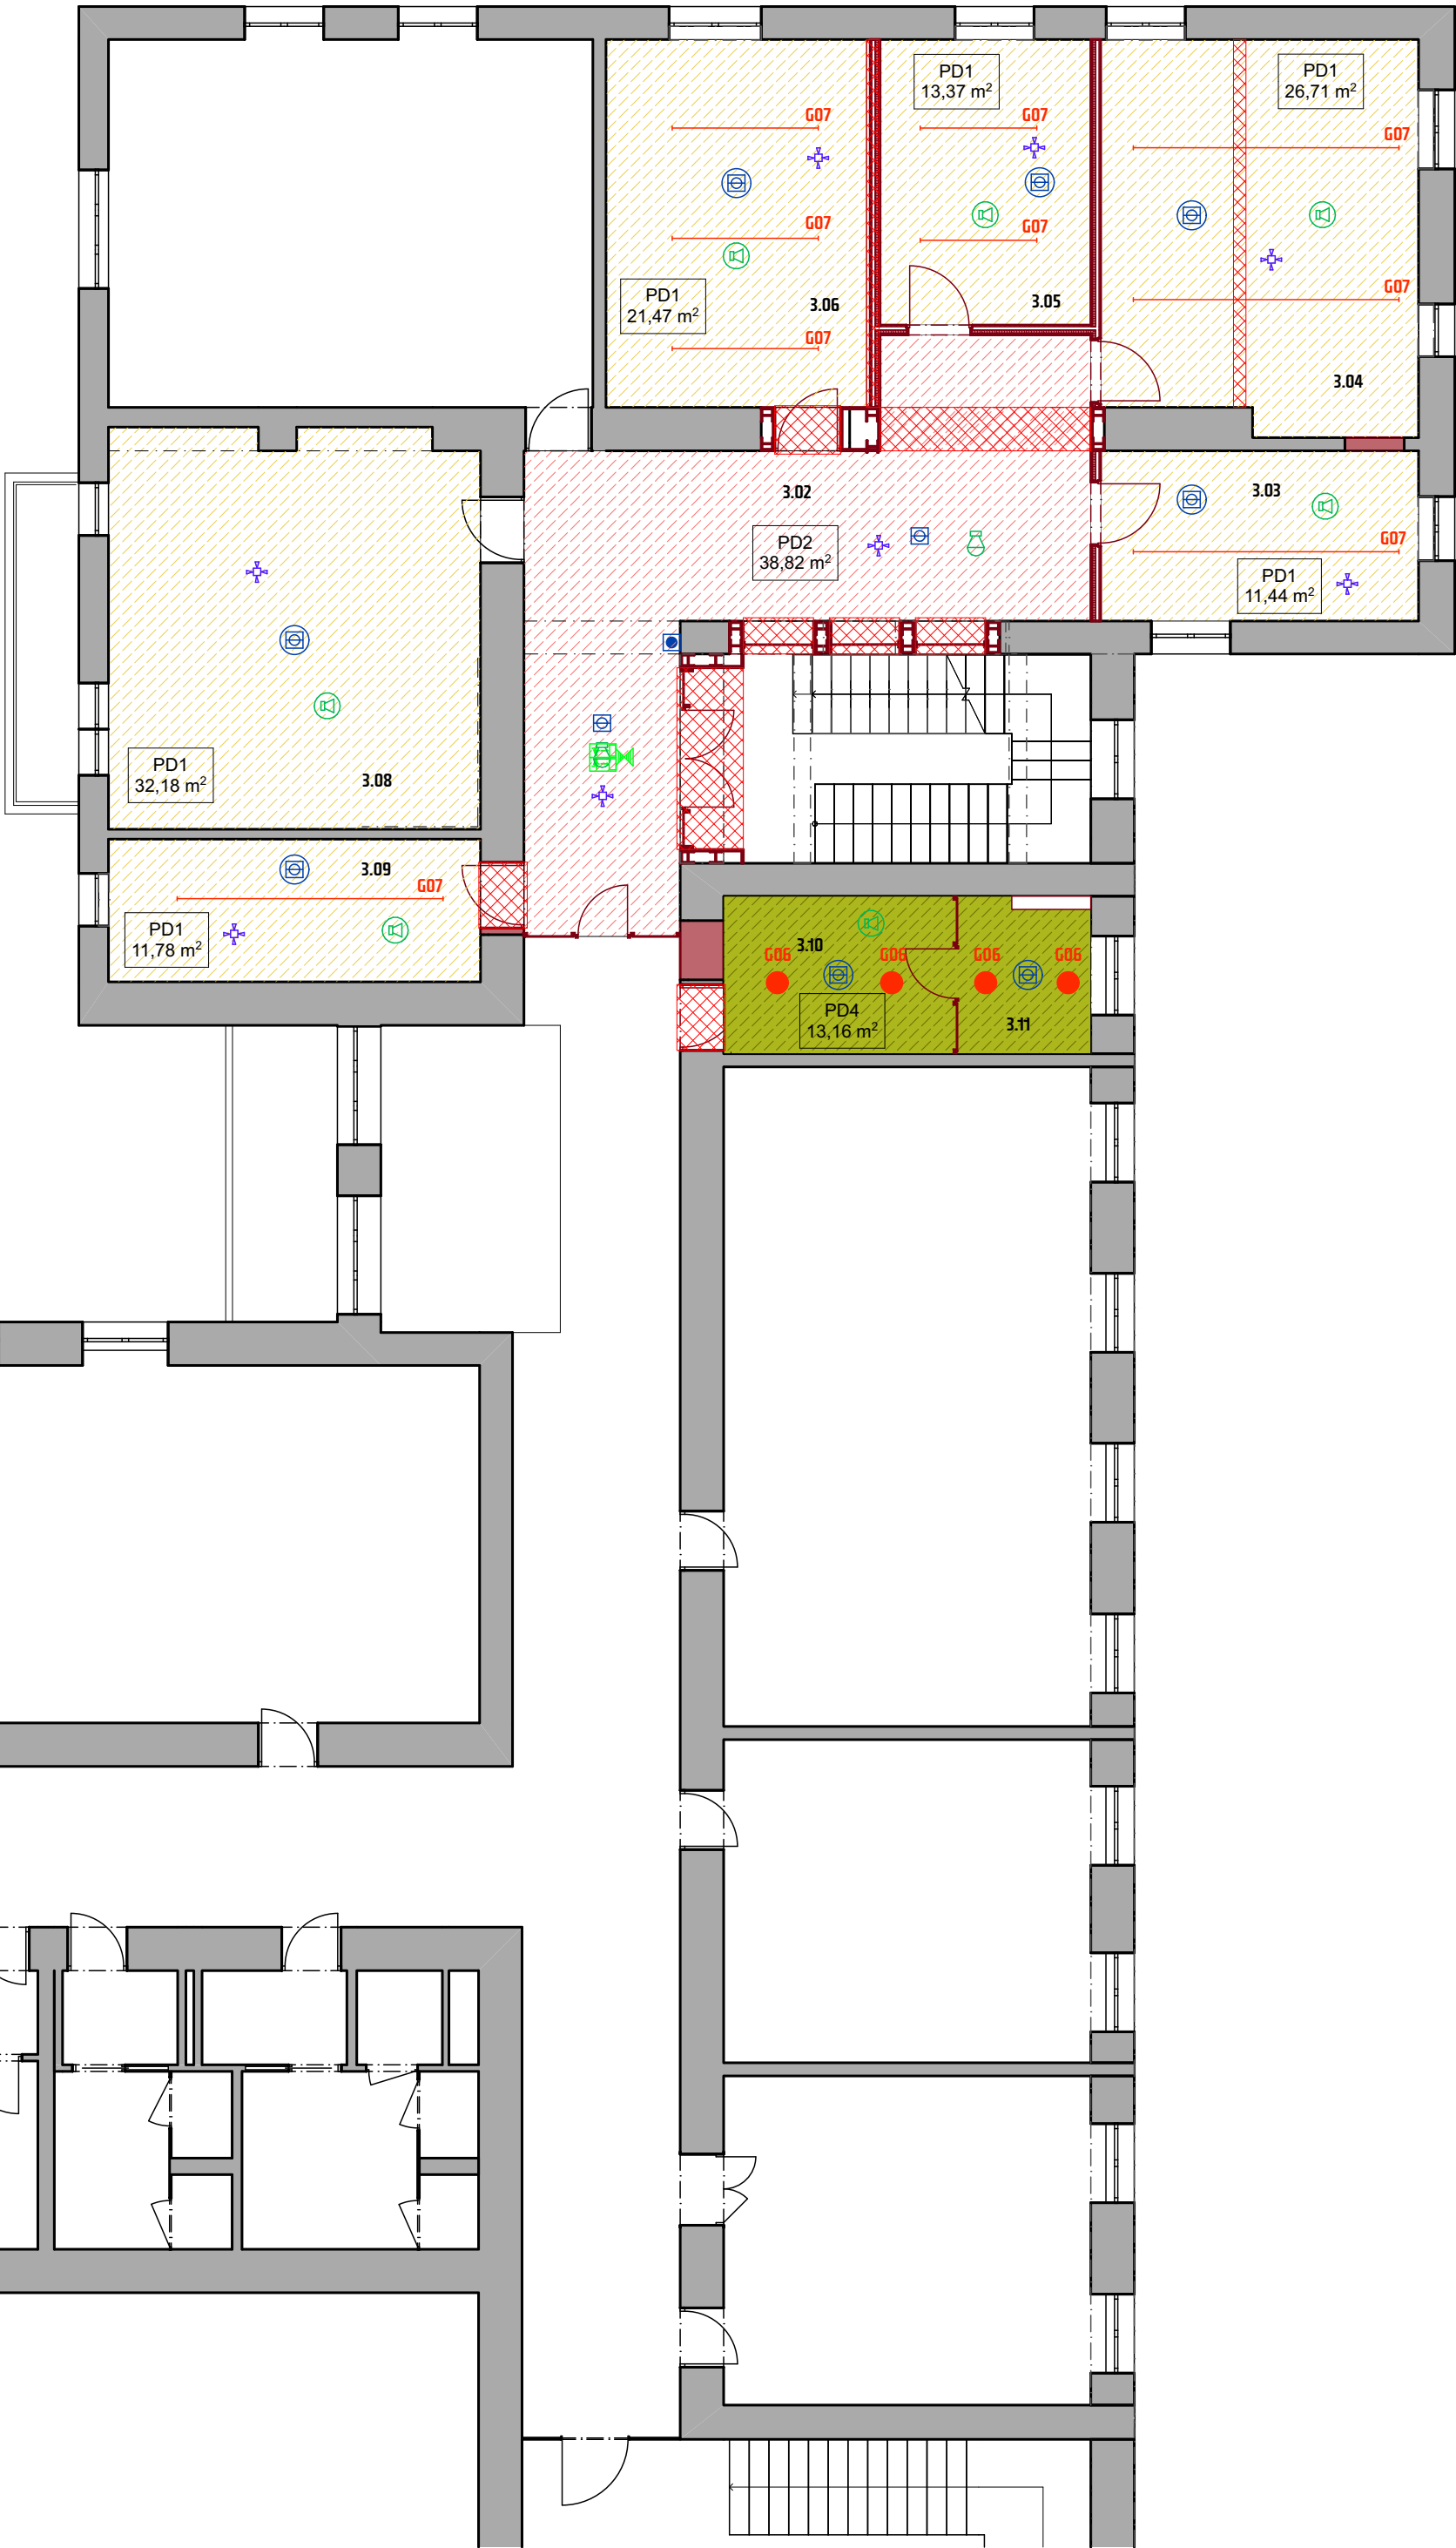 PD1
13,37 m²
PD1
26,71 m²
G07
G07
G07
G07
G07
G07
PD1
21,47 m²
3.06
3.05
G07
G07
3.04
3.02
3.03
PD2
38,82 m²
G07
PD1
11,44 m²
PD1
32,18 m²
3.08
3.09
G07
PD1
11,78 m²
3.10
G06
G06
G06
G06
PD4
13,16 m²
3.11